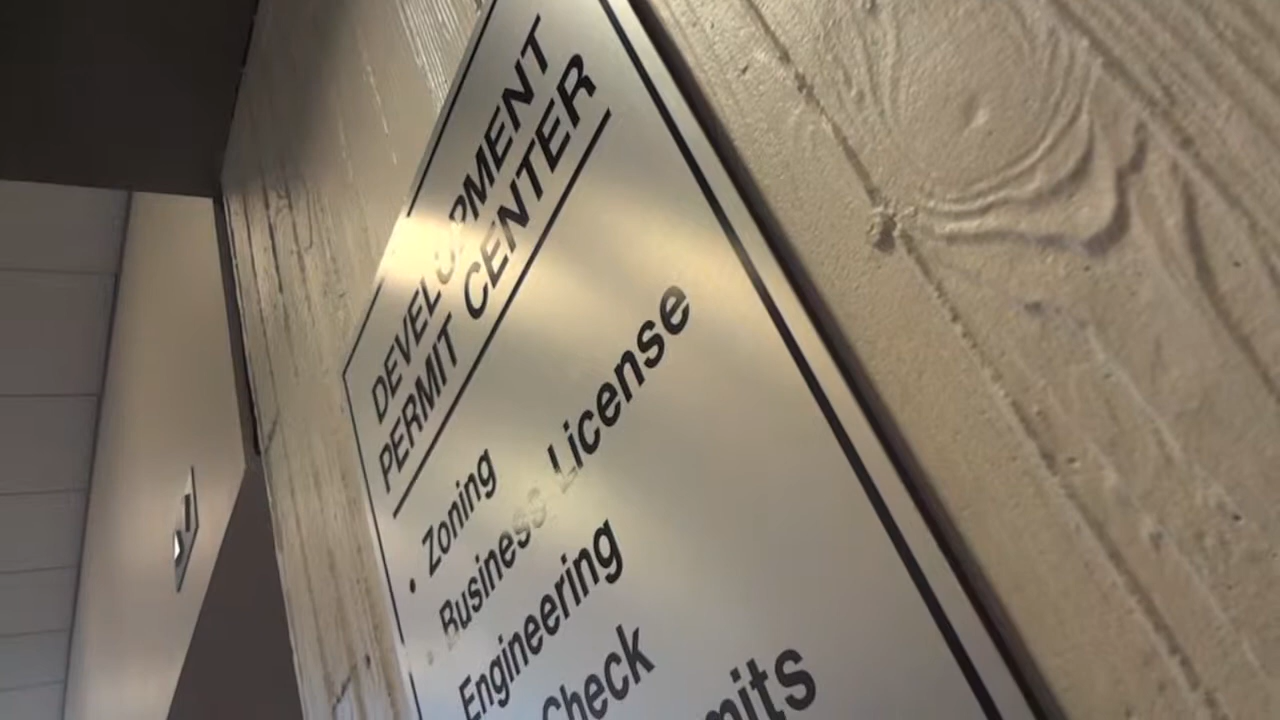 DEVELOPMENT
PERMIT CENTER
• Zoning
• Business License
Engineering
Check
mits